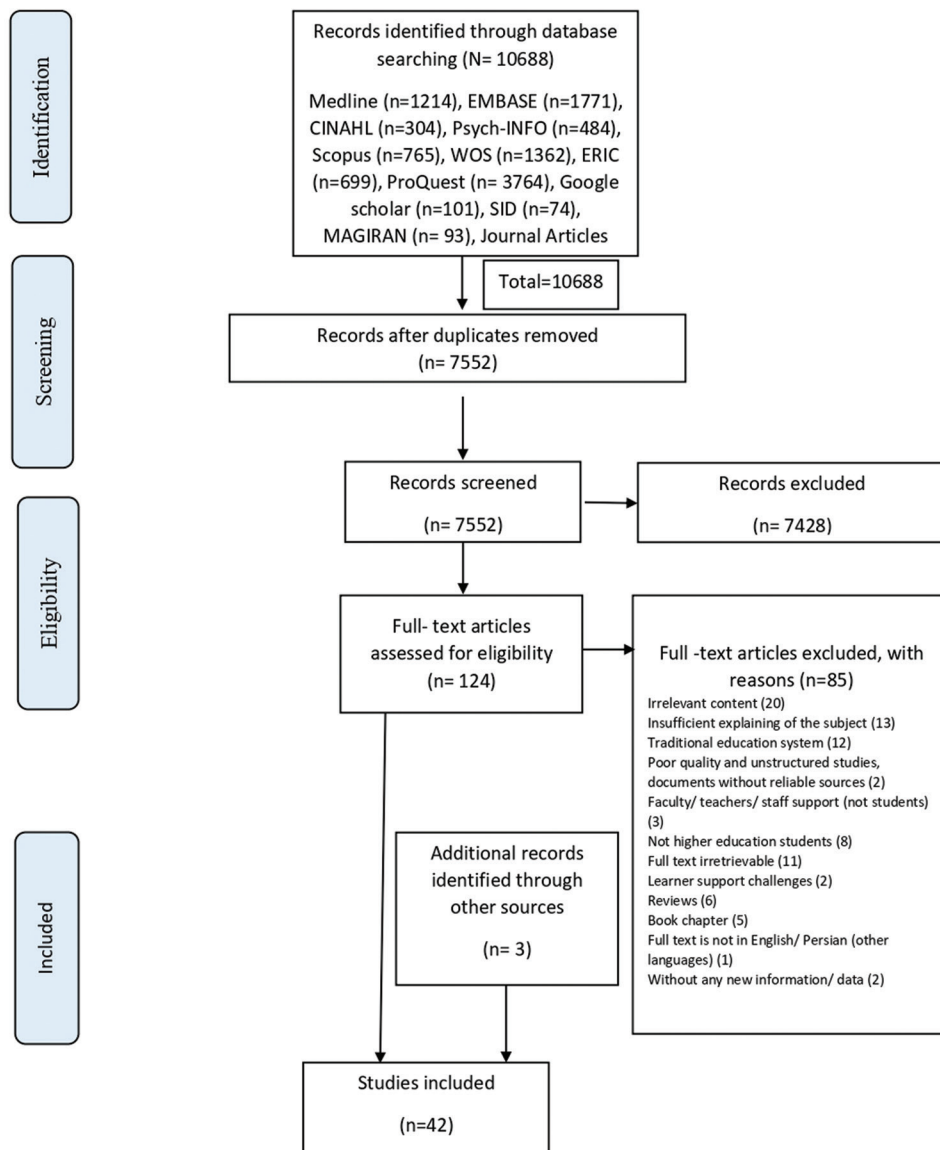 Identification
Records identified through database
searching (N= 10688)
Medline (n=1214), EMBASE (n=1771),
CINAHL (n=304), Psych-INFO (n=484),
Scopus (n=765), WOS (n=1362), ERIC
(n=699), ProQuest (n= 3764), Google
scholar (n=101), SID (n=74),
MAGIRAN (n= 93), Journal Articles
Total=10688
Screening
Records after duplicates removed
(n= 7552)
Records screened
(n= 7552)
Records excluded
(n= 7428)
Eligibility
Full- text articles
assessed for eligibility
(n= 124)
Full -text articles excluded, with
reasons (n=85)
Irrelevant content (20)
Insufficient explaining of the subject (13)
Traditional education system (12)
Poor quality and unstructured studies,
documents without reliable sources (2)
Faculty/ teachers/ staff support (not students)
(3)
Not higher education students (8)
Full text irretrievable (11)
Learner support challenges (2)
Reviews (6)
Book chapter (5)
Full text is not in English/ Persian (other
languages) (1)
Without any new information/ data (2)
Included
Additional records
identified through
other sources
(n= 3)
Studies included
(n=42)